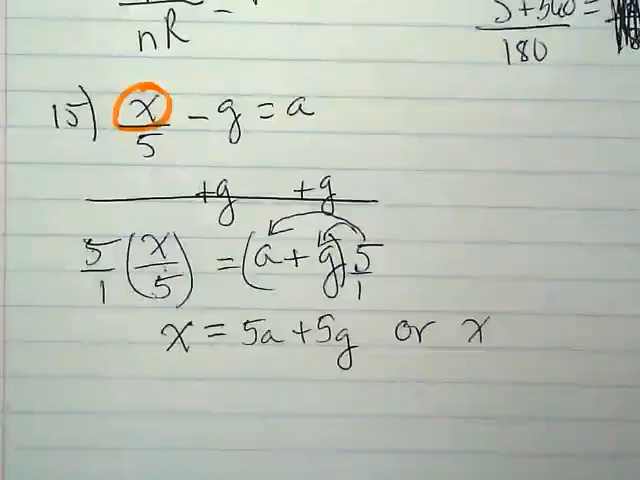 nR
5+540 =
180
15) x/5 - g = a
+g +g
5/1 (x/5) = (a + g) 5/1
x = 5a + 5g or x